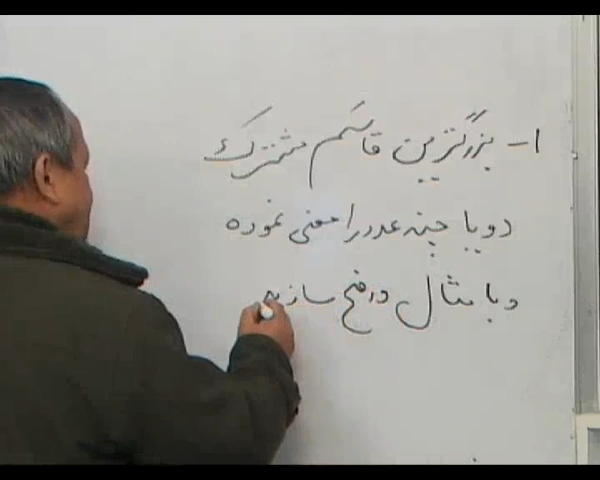 ۱- بزرگترین قاسم مشترک
دو یا چند عدد را معنی نموده
و با مثال واضح سازید